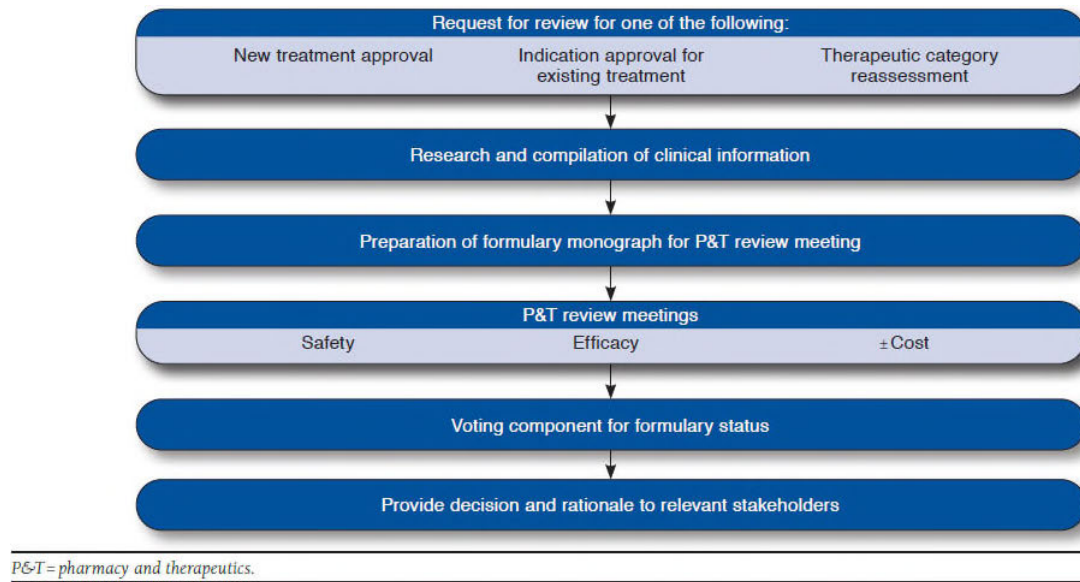 Request for review for one of the following:
New treatment approval
Indication approval for
existing treatment
Therapeutic category
reassessment
Research and compilation of clinical information
Preparation of formulary monograph for P&T review meeting
P&T review meetings
Safety
Efficacy
±Cost
Voting component for formulary status
Provide decision and rationale to relevant stakeholders
P&T=pharmacy and therapeutics.